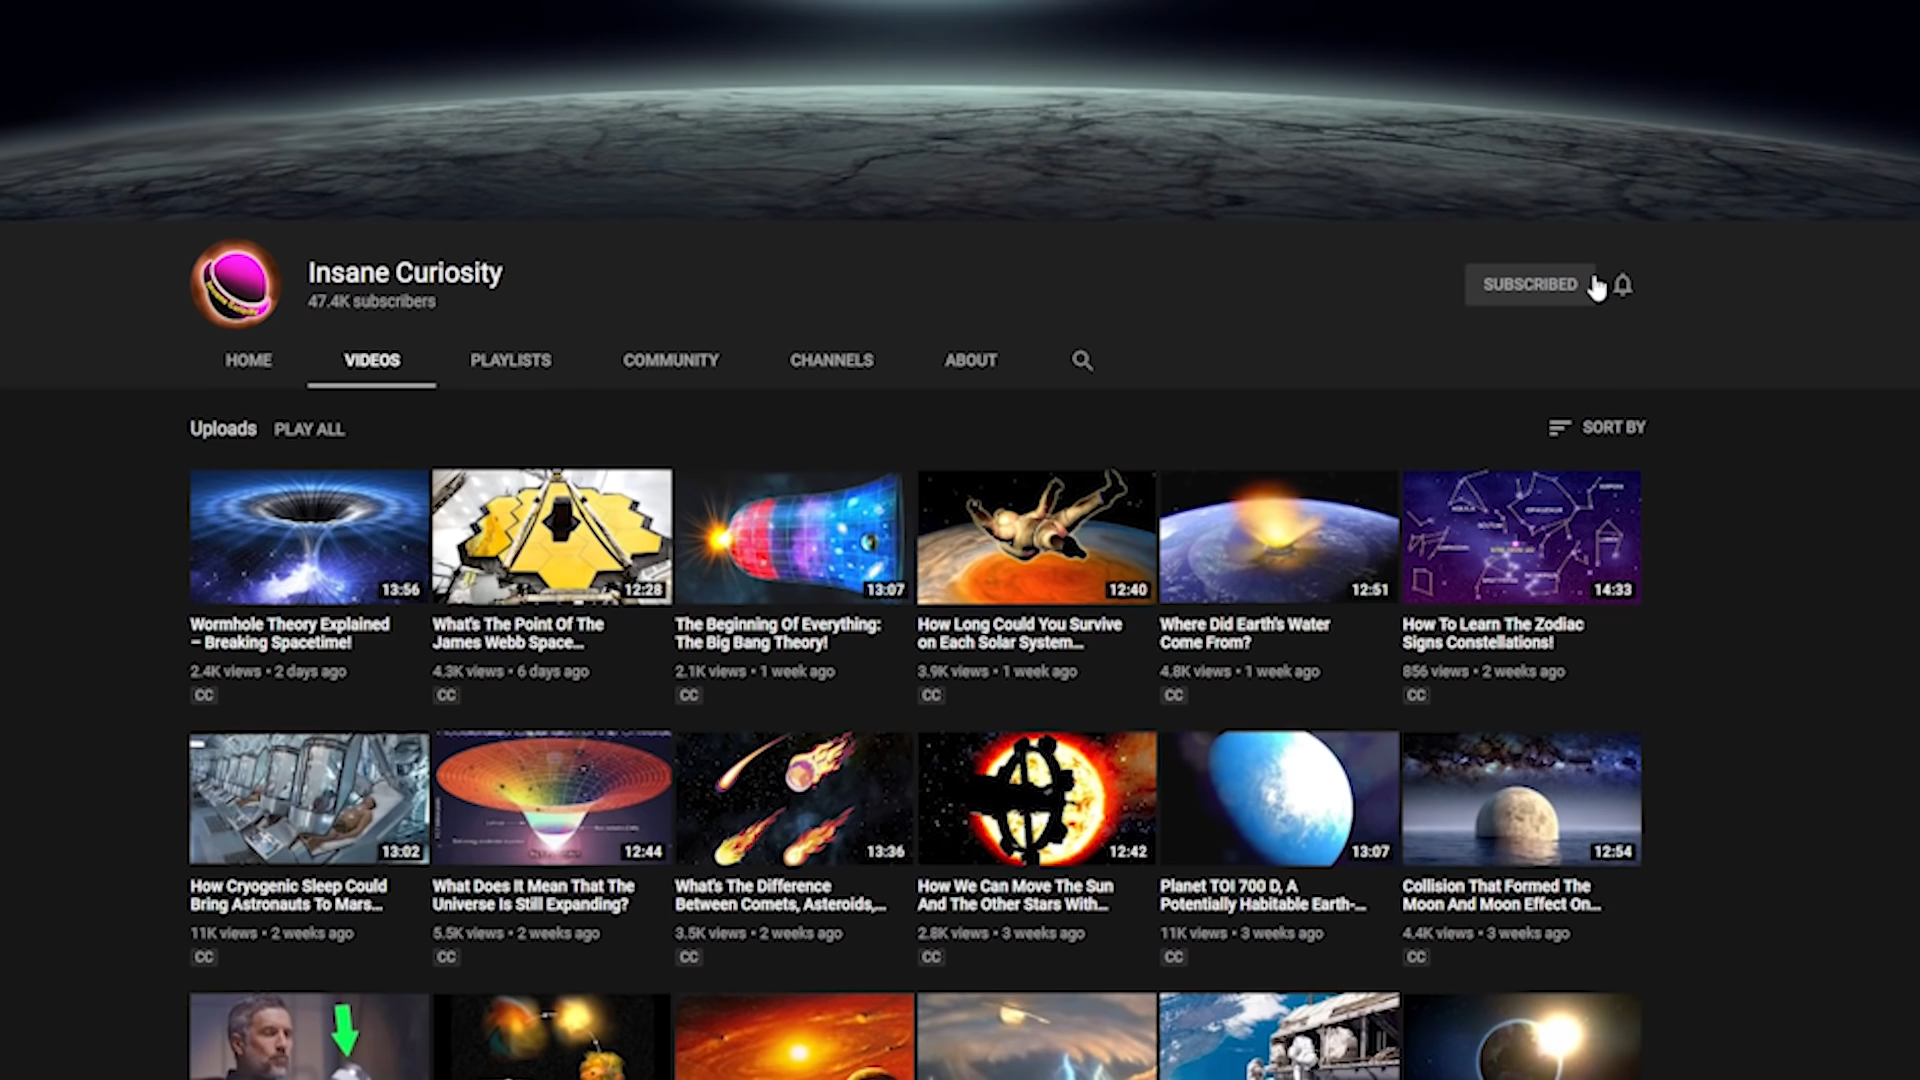 Insane Curiosity
47.4K subscribers
SUBSCRIBED
HOME VIDEOS PLAYLISTS COMMUNITY CHANNELS ABOUT
Uploads PLAY ALL SORT BY
13:56 12:28 13:07 12:40 12:51 14:33
Wormhole Theory Explained
– Breaking Spacetime!
2.4K views • 2 days ago
CC
What's The Point Of The
James Webb Space...
4.3K views • 6 days ago
CC
The Beginning Of Everything:
The Big Bang Theory!
2.1K views • 1 week ago
CC
How Long Could You Survive
on Each Solar System...
3.9K views • 1 week ago
CC
Where Did Earth's Water
Come From?
4.8K views • 1 week ago
CC
How To Learn The Zodiac
Signs Constellations!
856 views • 2 weeks ago
CC
13:02 12:44 13:36 12:42 13:07 12:54
How Cryogenic Sleep Could
Bring Astronauts To Mars...
11K views • 2 weeks ago
CC
What Does It Mean That The
Universe Is Still Expanding?
5.5K views • 2 weeks ago
CC
What's The Difference
Between Comets, Asteroids,...
3.5K views • 2 weeks ago
CC
How We Can Move The Sun
And The Other Stars With...
2.8K views • 3 weeks ago
CC
Planet TOI 700 D, A
Potentially Habitable Earth-...
11K views • 3 weeks ago
CC
Collision That Formed The
Moon And Moon Effect On...
4.4K views • 3 weeks ago
CC